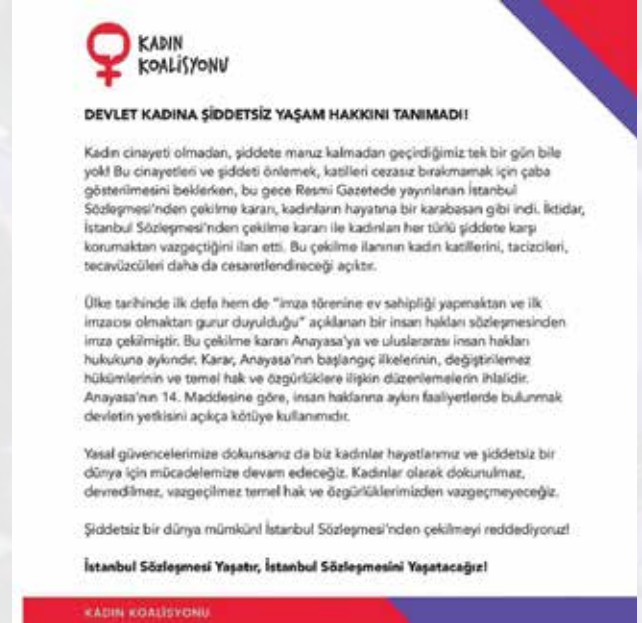 KADIN
KOALİSYONU
DEVLET KADINA ŞİDDETSİZ YAŞAM HAKKINI TANIMADI!
Kadın cinayeti olmadan, şiddete maruz kalmadan geçirdiğimiz tek bir gün bile
yok! Bu cinayetleri ve şiddeti önlemek, katilleri cezasız bırakmamak için çaba
gösterilmesini beklerken, bu gece Resmi Gazetede yayınlanan İstanbul
Sözleşmesi'nden çekilme kararı, kadınların hayatına bir karabasan gibi indi. İktidar,
İstanbul Sözleşmesi'nden çekilme kararı ile kadınları her türlü şiddete karşı
korumaktan vazgeçtiğini ilan etti. Bu çekilme ilanının kadın katillerini, tacizcileri,
tecavüzcüleri daha da cesaretlendireceği açıktır.
Ülke tarihinde ilk defa hem de "imza törenine ev sahipliği yapmaktan ve ilk
imzacısı olmaktan gurur duyulduğu" açıklanan bir insan hakları sözleşmesinden
imza çekilmiştir. Bu çekilme kararı Anayasa'ya ve uluslararası insan hakları
hukukuna aykırıdır. Karar, Anayasa'nın başlangıç ilkelerinin, değiştirilemez
hükümlerinin ve temel hak ve özgürlüklere ilişkin düzenlemelerin ihlalidir.
Anayasa'nın 14. Maddesine göre, insan haklarına aykırı faaliyetlerde bulunmak
devletin yetkisini açıkça kötüye kullanımıdır.
Yasal güvencelerimize dokunsanız da biz kadınlar hayatlarımız ve şiddetsiz bir
dünya için mücadelemize devam edeceğiz. Kadınlar olarak dokunulmaz,
devredilmez, vazgeçilmez temel hak ve özgürlüklerimizden vazgeçmeyeceğiz.
Şiddetsiz bir dünya mümkün! İstanbul Sözleşmesi'nden çekilmeyi reddediyoruz!
İstanbul Sözleşmesi Yaşatır, İstanbul Sözleşmesini Yaşatacağız!
KADIN KOALİSYONU